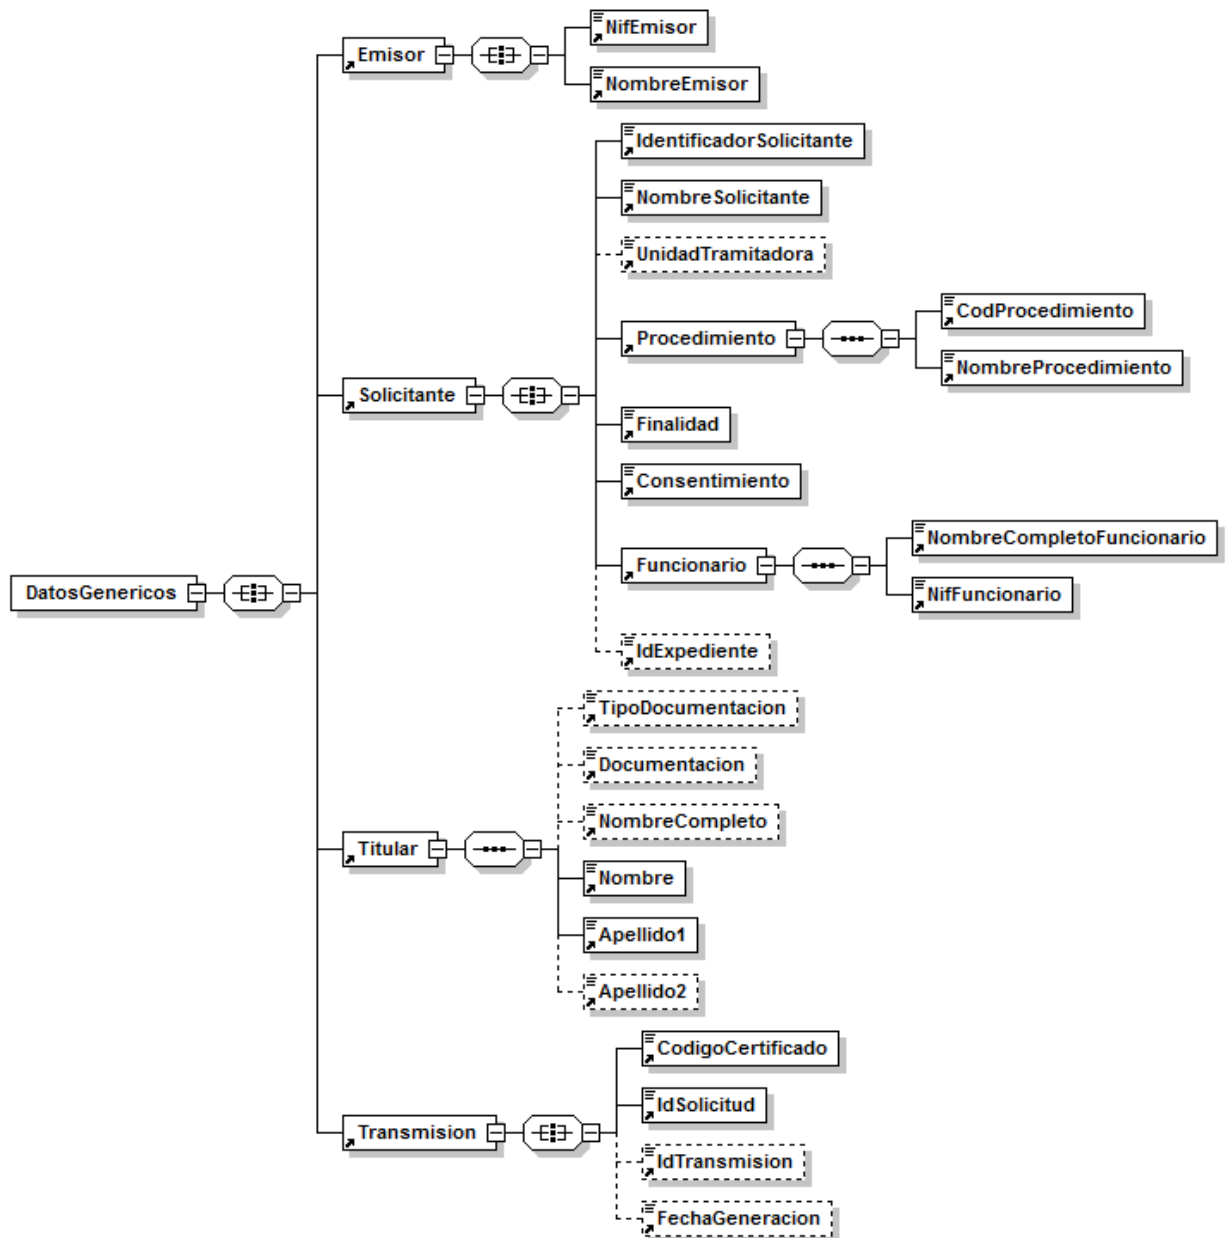 Emisor
NifEmisor
NombreEmisor
IdentificadorSolicitante
NombreSolicitante
UnidadTramitadora
Procedimiento
CodProcedimiento
NombreProcedimiento
Solicitante
Finalidad
Consentimiento
Funcionario
NombreCompletoFuncionario
NifFuncionario
DatosGenericos
IdExpediente
TipoDocumentacion
Documentacion
NombreCompleto
Titular
Nombre
Apellido1
Apellido2
CodigoCertificado
IdSolicitud
Transmision
IdTransmision
FechaGeneracion